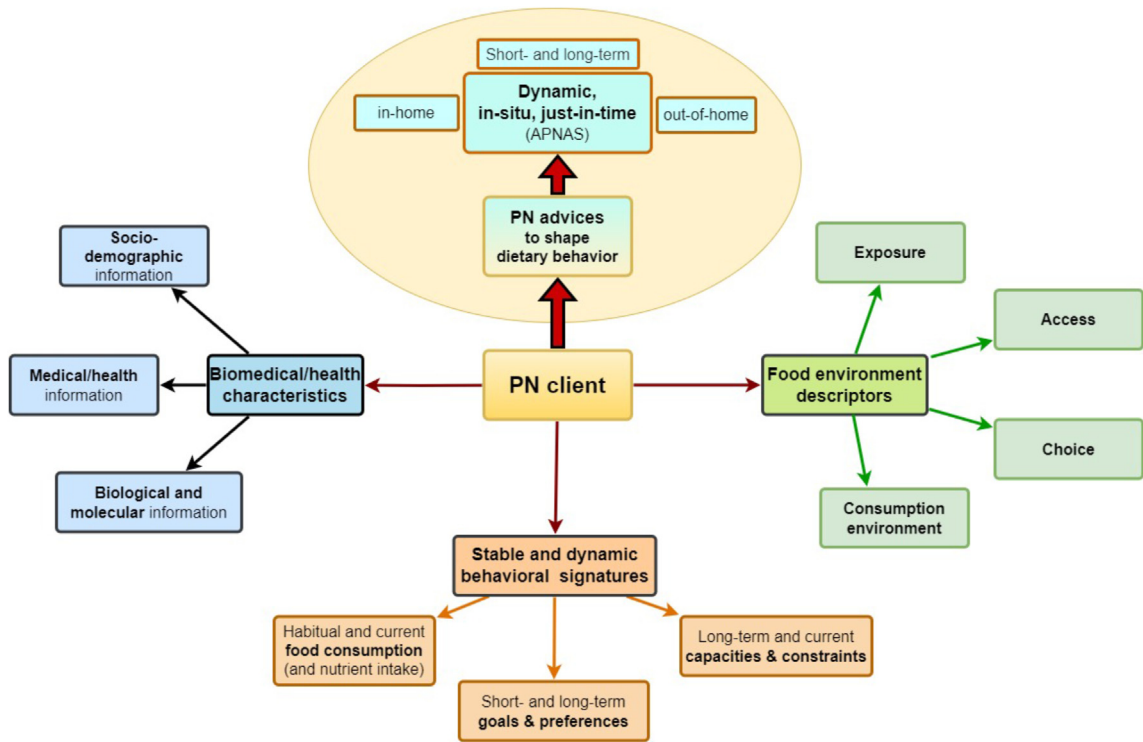 Short- and long-term
Dynamic,
in-situ, just-in-time
(APNAS)
in-home
out-of-home
PN advices
to shape
dietary behavior
Socio-
demographic information
Medical/health
information
Biological and
molecular information
Biomedical/health
characteristics
PN client
Food environment
descriptors
Exposure
Access
Choice
Consumption
environment
Stable and dynamic
behavioral signatures
Habitual and current
food consumption
(and nutrient intake)
Short- and long-term
goals & preferences
Long-term and current
capacities & constraints